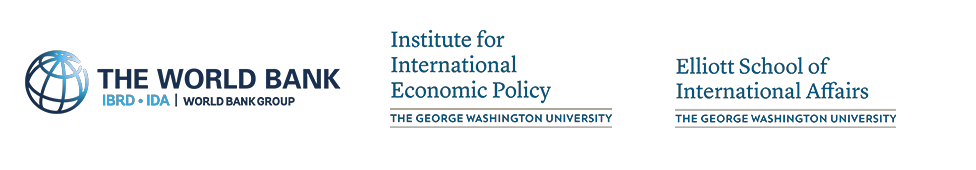 THE WORLD BANK
IBRD • IDA | WORLD BANK GROUP
Institute for
International
Economic Policy
THE GEORGE WASHINGTON UNIVERSITY
Elliott School of
International Affairs
THE GEORGE WASHINGTON UNIVERSITY